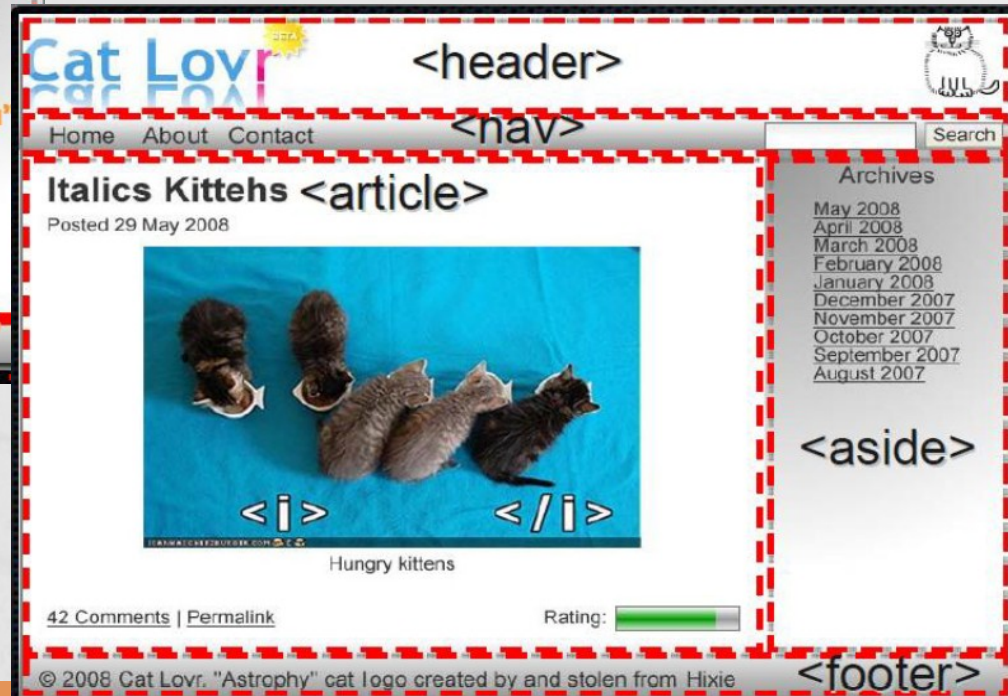 Cat Lovr BETA <header>
Home About Contact <nav> Search
Italics Kittehs <article>
Posted 29 May 2008
<i> </i>
Hungry kittens
42 Comments | Permalink Rating:
Archives
May 2008
April 2008
March 2008
February 2008
January 2008
December 2007
November 2007
October 2007
September 2007
August 2007
<aside>
© 2008 Cat Lovr. "Astrophy" cat logo created by and stolen from Hixie <footer>